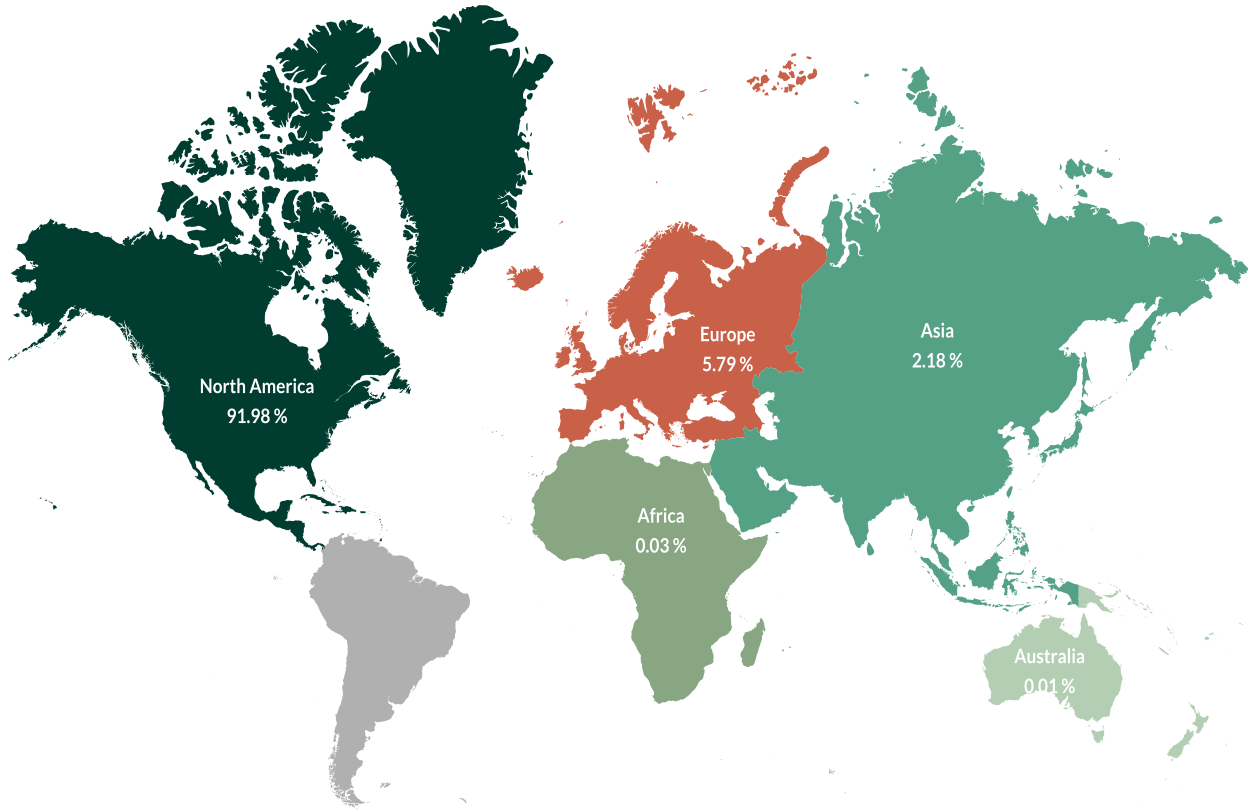 North America
91.98 %
Europe
5.79 %
Asia
2.18 %
Africa
0.03 %
Australia
0.01 %